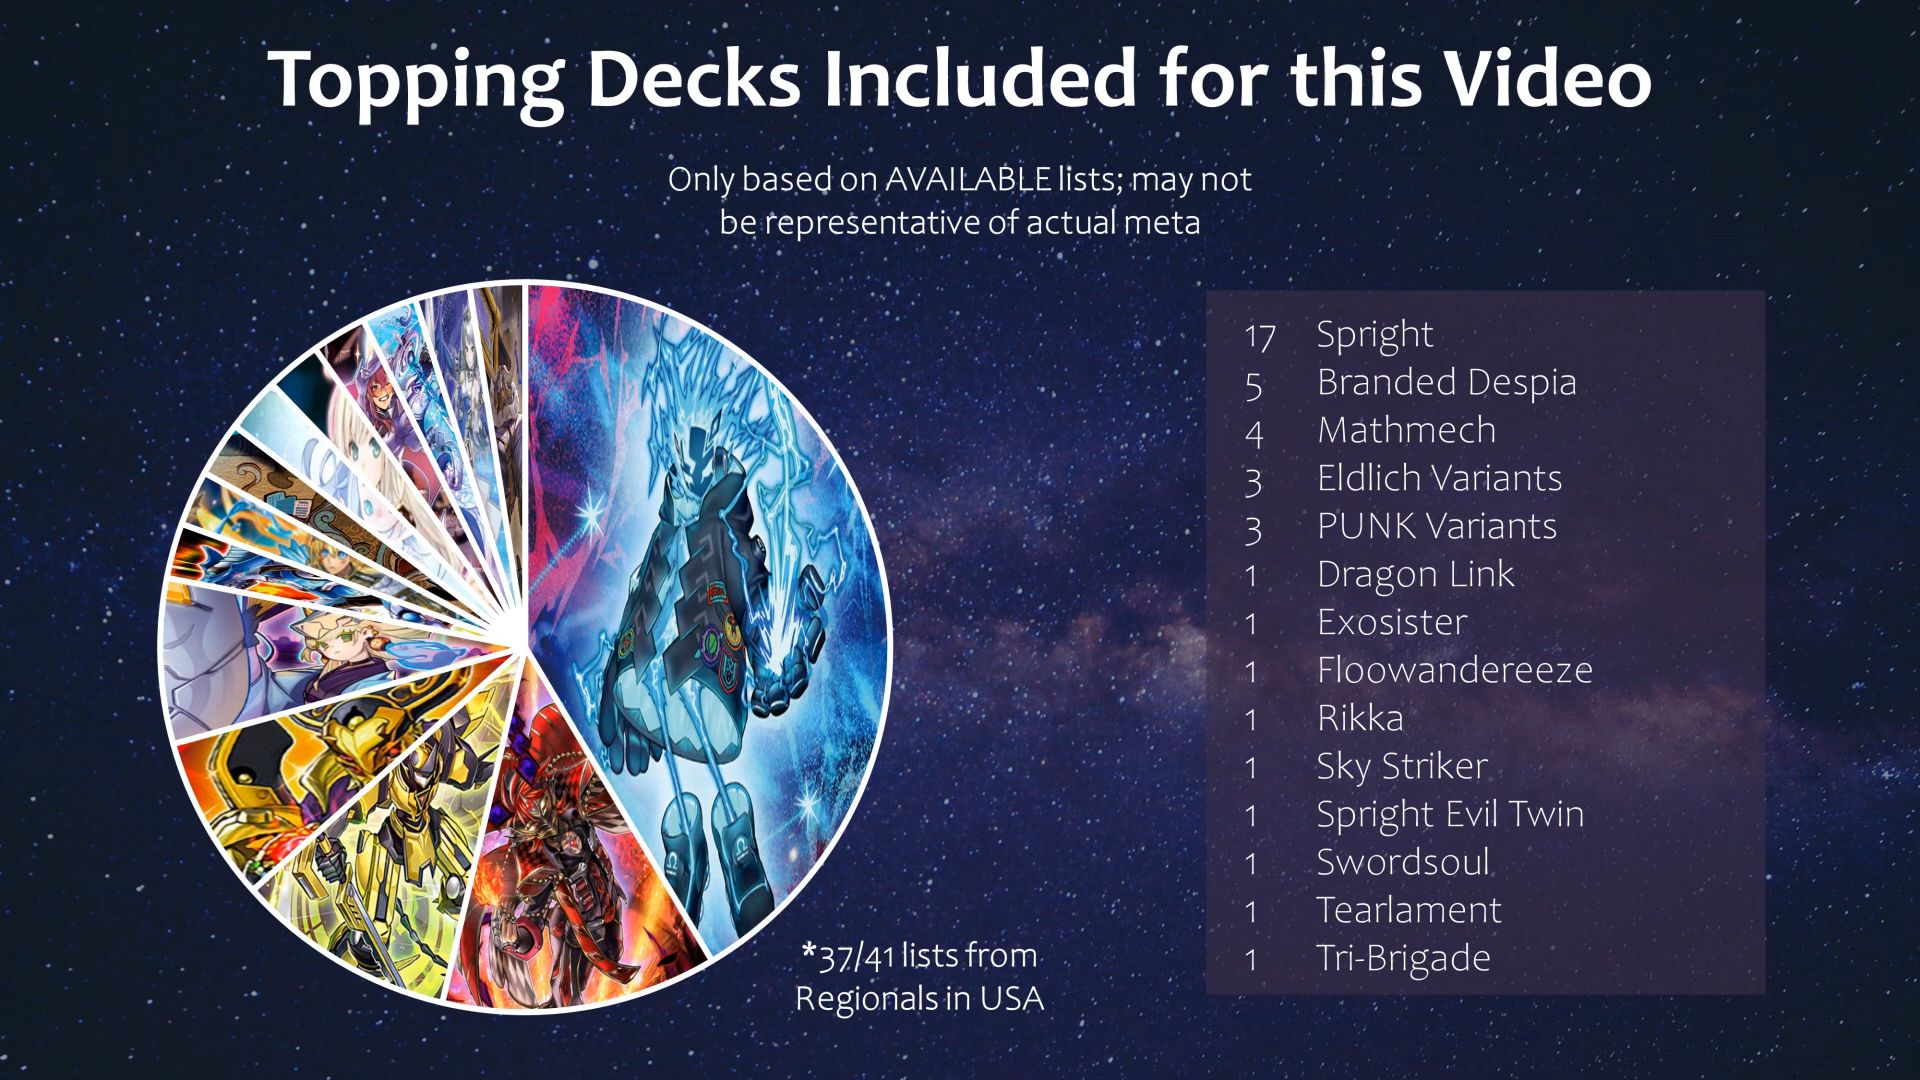 Topping Decks Included for this Video
Only based on AVAILABLE lists; may not
be representative of actual meta
17 Spright
5 Branded Despia
4 Mathmech
3 Eldlich Variants
3 PUNK Variants
1 Dragon Link
1 Exosister
1 Floowandereeze
1 Rikka
1 Sky Striker
1 Spright Evil Twin
1 Swordsoul
1 Tearlament
1 Tri-Brigade
*37/41 lists from
Regionals in USA